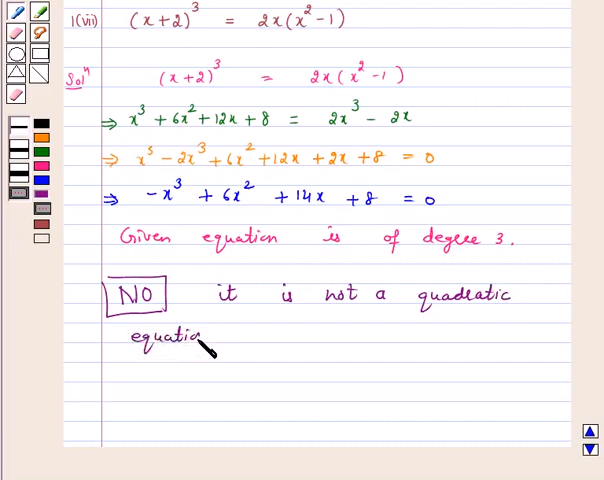 1(vii) (x+2)³ = 2x(x²-1)
Solⁿ (x+2)³ = 2x(x²-1)
⇒ x³ + 6x² + 12x + 8 = 2x³ - 2x
⇒ x³ - 2x³ + 6x² + 12x + 2x + 8 = 0
⇒ -x³ + 6x² + 14x + 8 = 0
Given equation is of degree 3.
NO it is not a quadratic
equatio